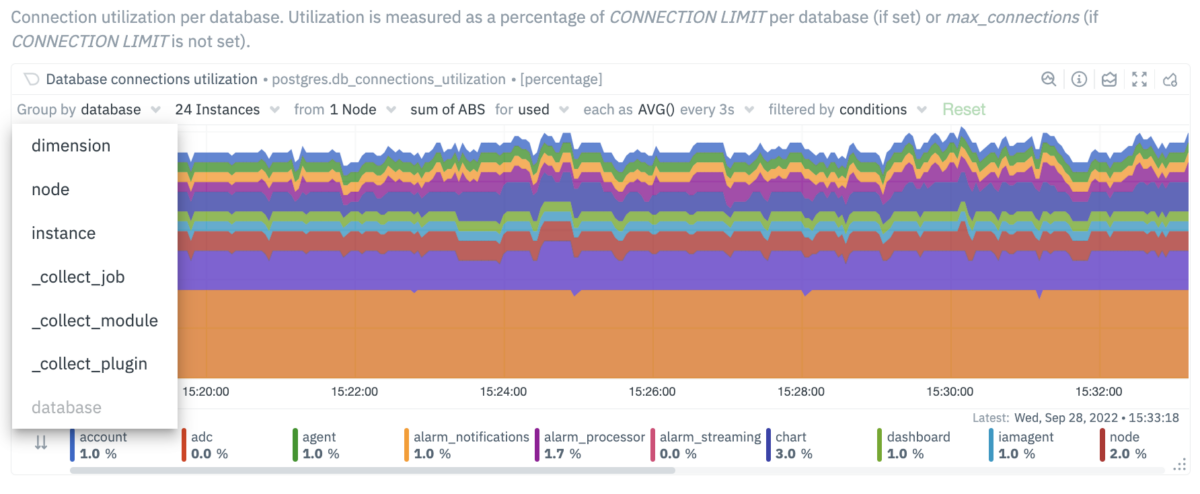 Connection utilization per database. Utilization is measured as a percentage of CONNECTION LIMIT per database (if set) or max_connections (if
CONNECTION LIMIT is not set).
Database connections utilization • postgres.db_connections_utilization • [percentage]
Group by database 24 Instances from 1 Node sum of ABS for used each as AVG() every 3s filtered by conditions Reset
dimension
node
instance
_collect_job
_collect_module
_collect_plugin
database
15:20:00 15:22:00 15:24:00 15:26:00 15:28:00 15:30:00 15:32:00
Latest: Wed, Sep 28, 2022 • 15:33:18
account adc agent alarm_notifications alarm_processor alarm_streaming chart dashboard iamagent node
1.0 % 0.0 % 1.0 % 1.0 % 1.7 % 0.0 % 3.0 % 1.0 % 1.0 % 2.0 %